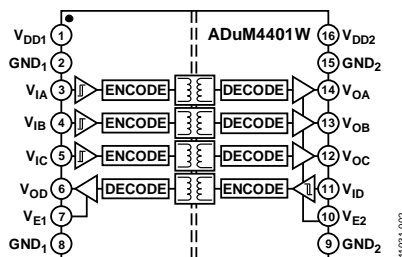 ADuM4401W
VDD1 1
16 VDD2
GND1 2
15 GND2
VIA 3 ENCODE DECODE 14 VOA
VIB 4 ENCODE DECODE 13 VOB
VIC 5 ENCODE DECODE 12 VOC
VOD 6 DECODE ENCODE 11 VID
VE1 7
10 VE2
GND1 8
9 GND2